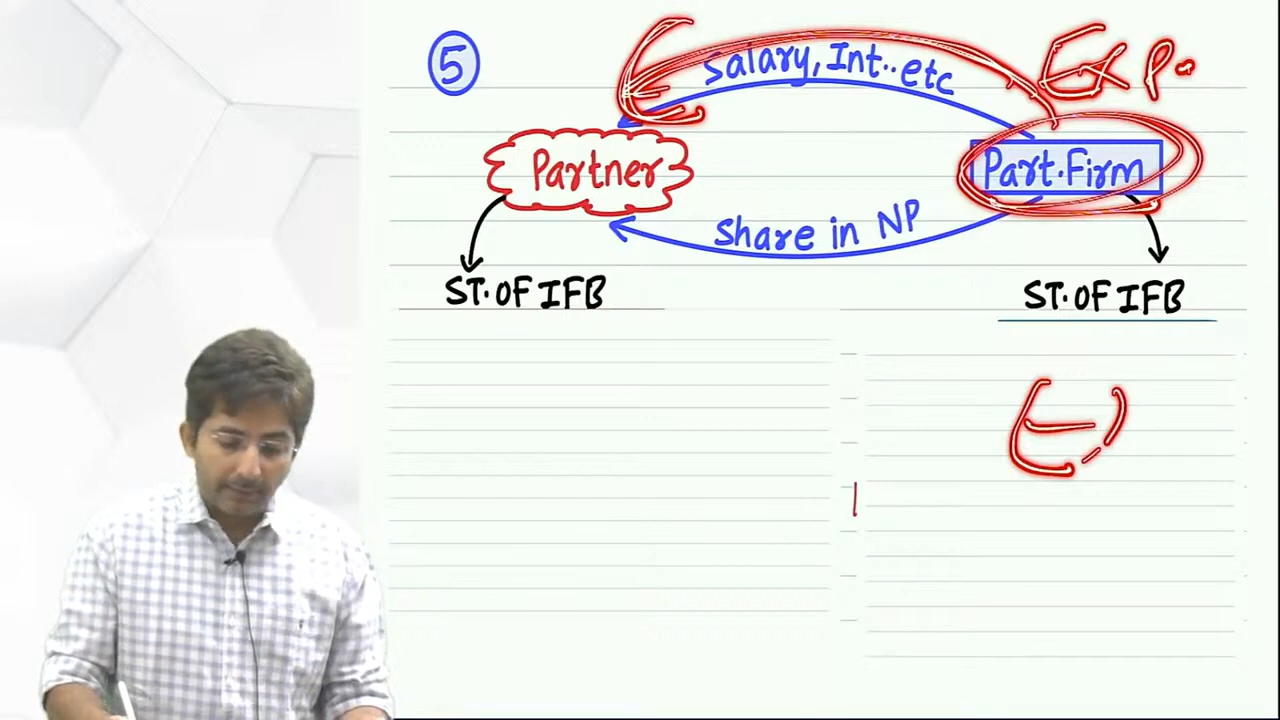 5
Salary, Int..etc
Exp.
Partner
Part.Firm
Share in NP
ST.OF IFB
ST.OF IFB
(-)